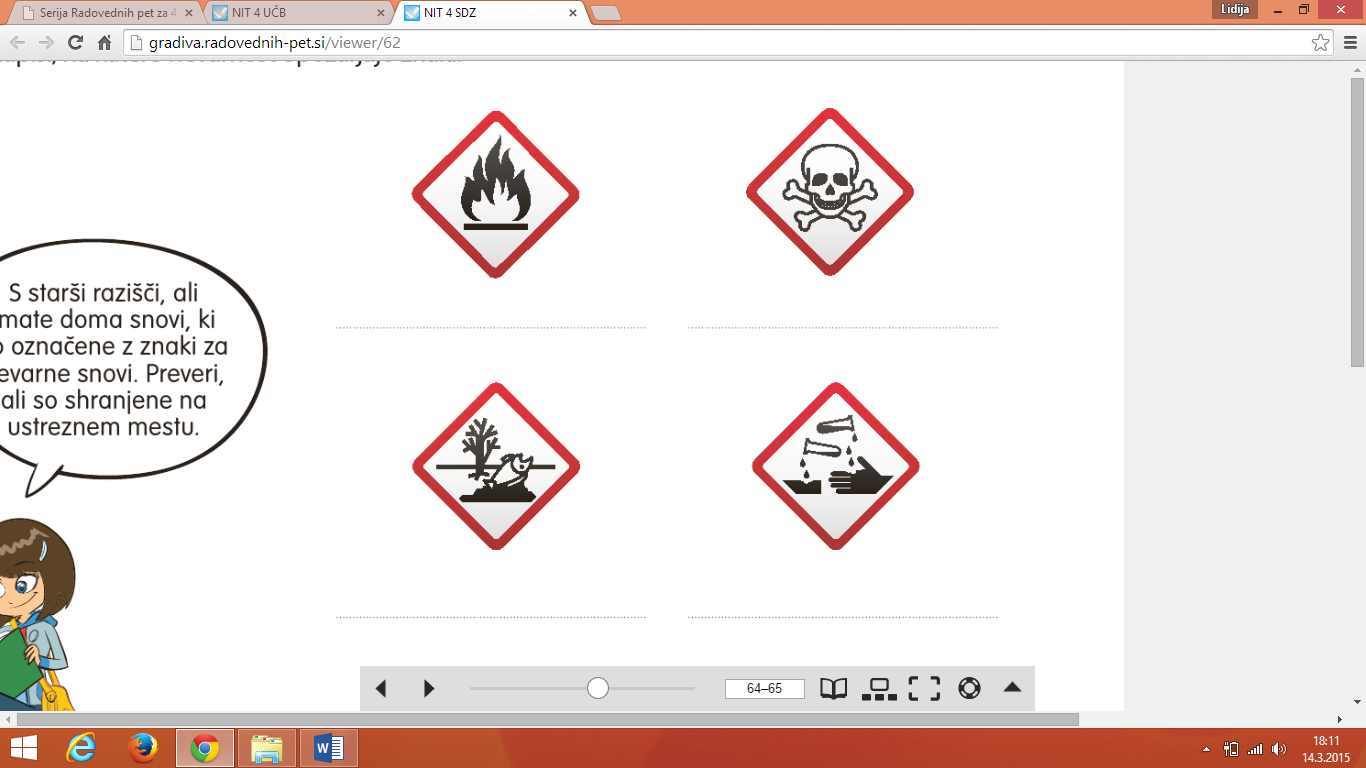 Serija Radovednih pet za 4
NIT 4 UČB
NIT 4 SDZ
Lidija
gradiva.radovednih-pet.si/viewer/62
S starši razišči, ali
mate doma snovi, ki
o označene z znaki za
evarne snovi. Preveri,
ali so shranjene na
ustreznem mestu.
64–65
18:11
14.3.2015